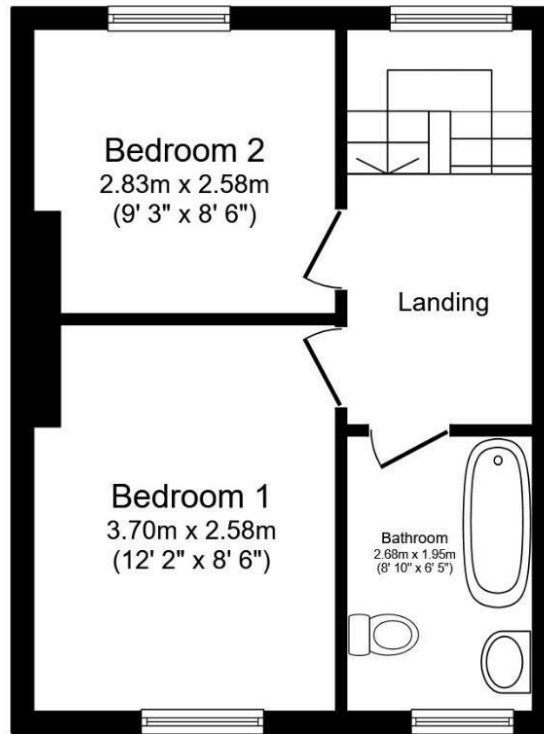 Bedroom 2
2.83m x 2.58m
(9' 3" x 8' 6")
Landing
Bedroom 1
3.70m x 2.58m
(12' 2" x 8' 6")
Bathroom
2.68m x 1.95m
(8' 10" x 6' 5")